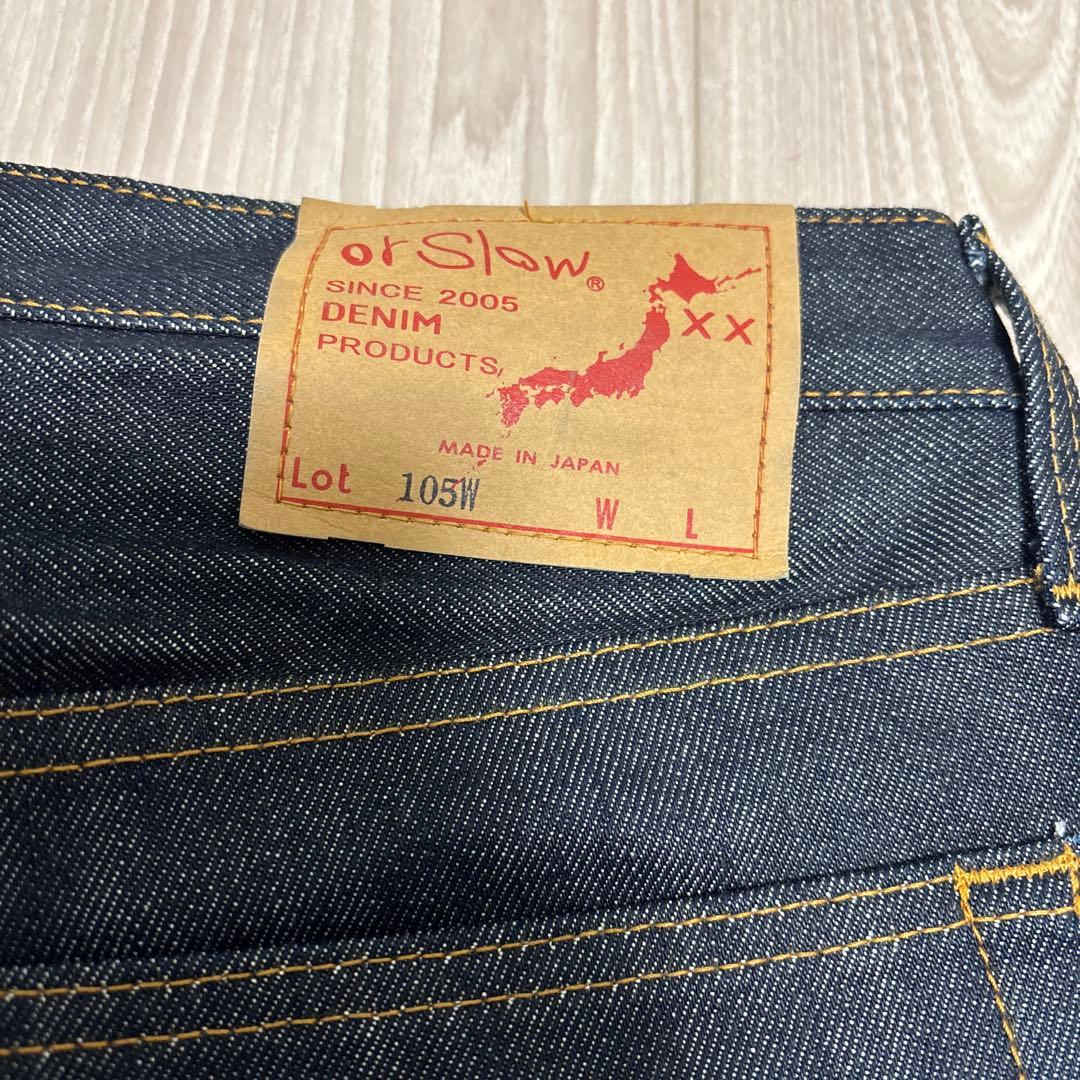 orSlow®
SINCE 2005
DENIM
PRODUCTS,
XX
MADE IN JAPAN
Lot 105W W L